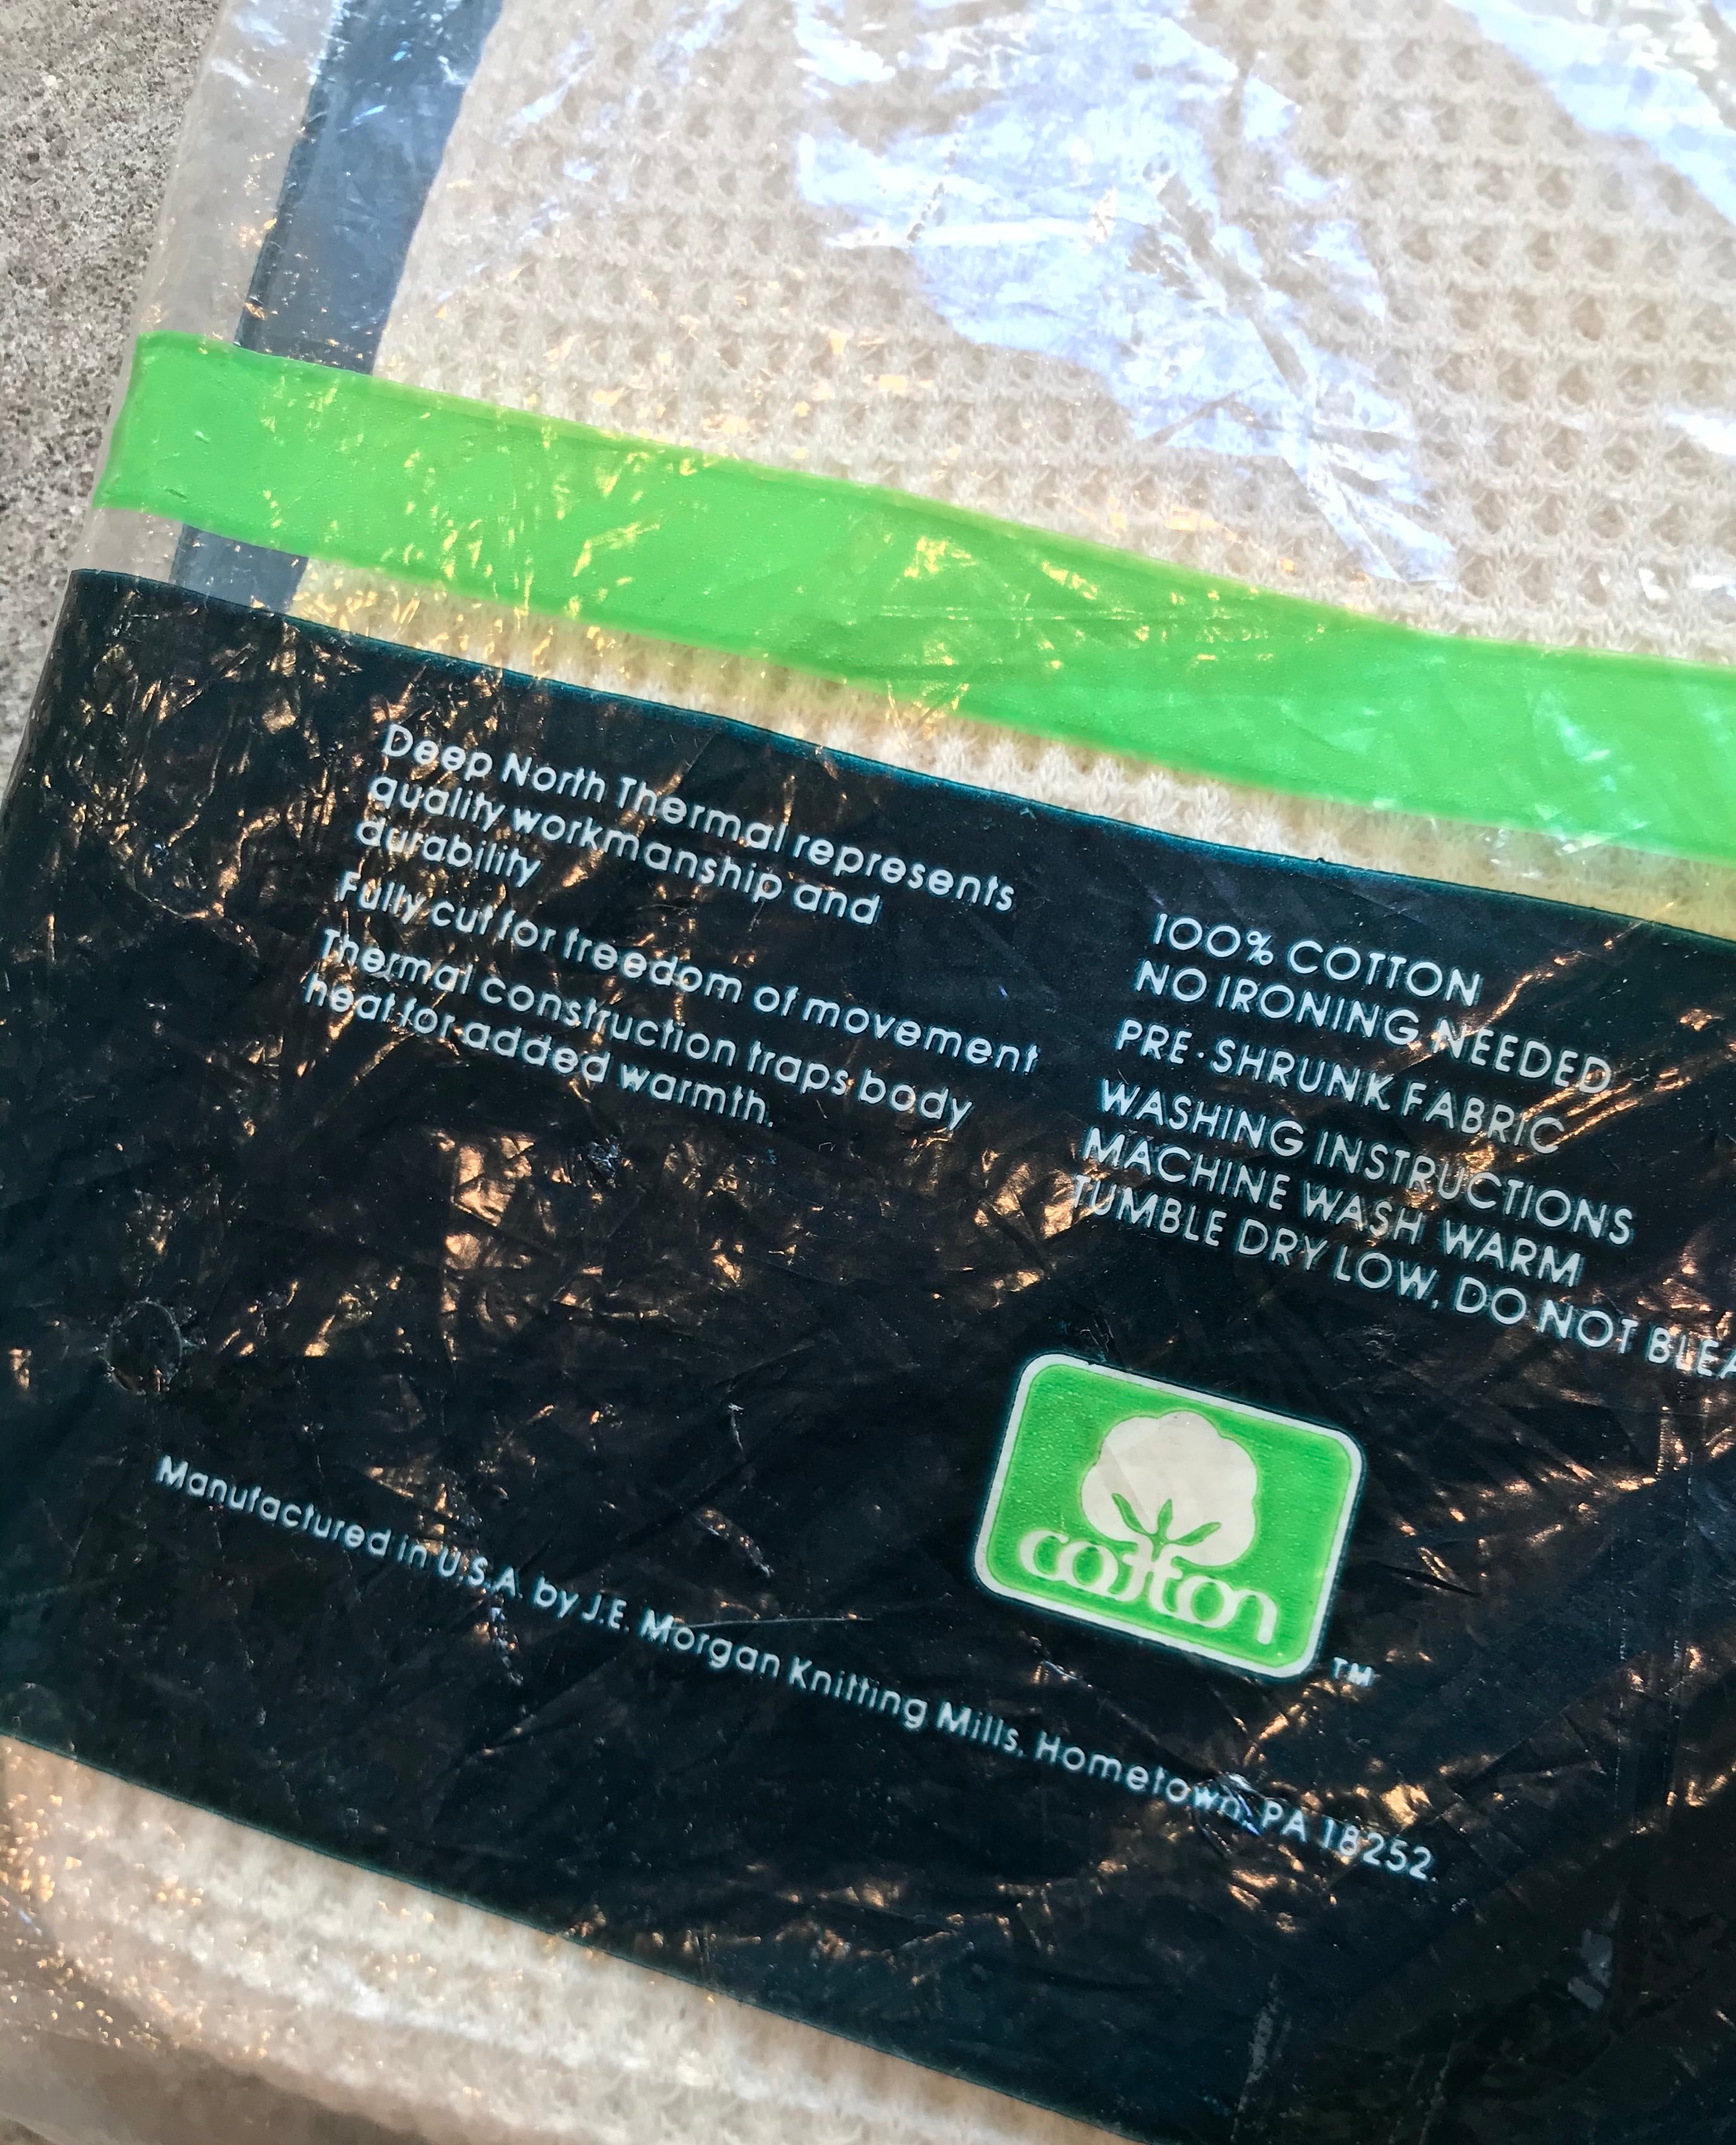 Deep North Thermal represents
quality workmanship and
durability
Fully cut for freedom of movement
Thermal construction traps body
heat for added warmth.
100% COTTON
NO IRONING NEEDED
PRE·SHRUNK FABRIC
WASHING INSTRUCTIONS
MACHINE WASH WARM
TUMBLE DRY LOW, DO NOT BLEA
cotton
TM
Manufactured in U.S.A. by J.E. Morgan Knitting Mills, Hometown, PA 18252.